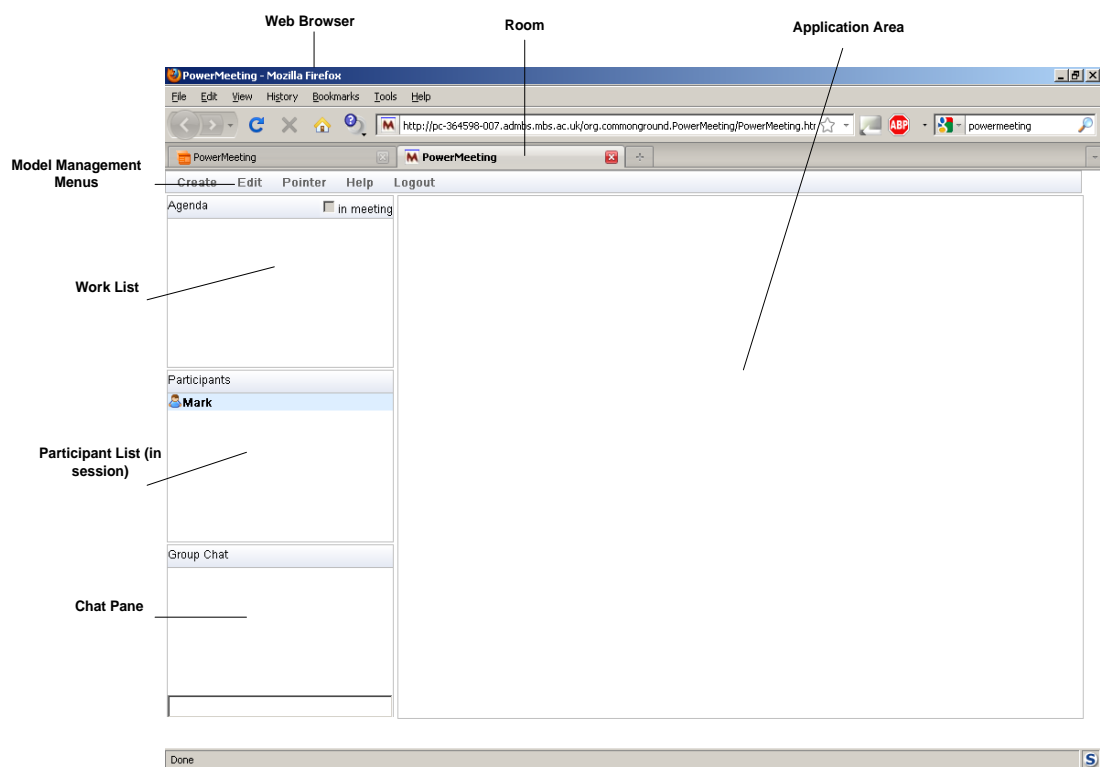 Web Browser
Room
Application Area
PowerMeeting - Mozilla Firefox
File Edit View History Bookmarks Tools Help
M http://pc-364598-007.admbs.mbs.ac.uk/org.commonground.PowerMeeting/PowerMeeting.htr ABP powermeeting
PowerMeeting M PowerMeeting
Model Management
Menus
Create Edit Pointer Help Logout
Agenda in meeting
Work List
Participants
Mark
Participant List (in
session)
Group Chat
Chat Pane
Done S